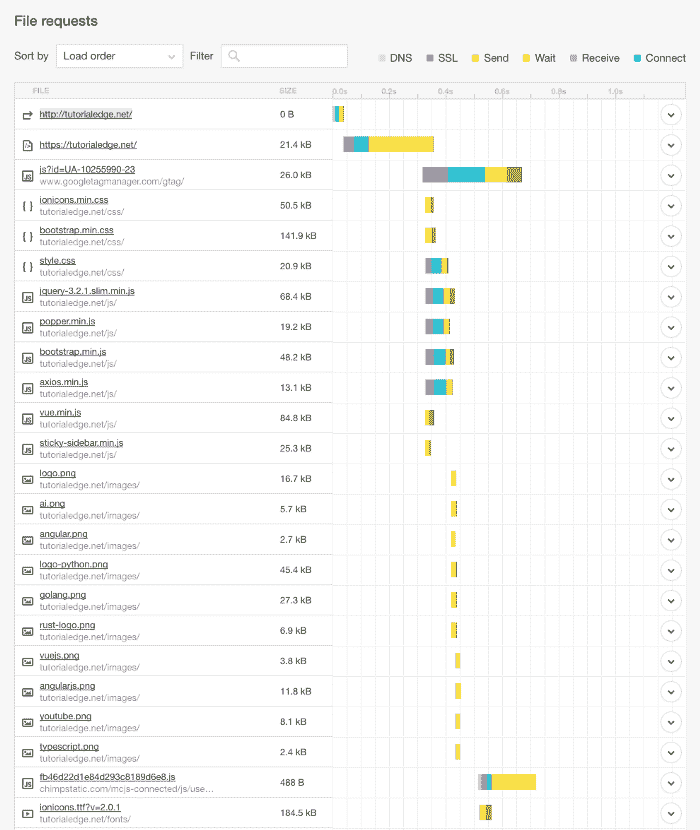 File requests
Sort by Load order Filter DNS SSL Send Wait Receive Connect
FILE SIZE 0.0s 0.2s 0.4s 0.6s 0.8s 1.0s
http://tutorialedge.net/ 0 B
https://tutorialedge.net/ 21.4 kB
js?id=UA-10255990-23
www.googletagmanager.com/gtag/ 26.0 kB
ionicons.min.css
tutorialedge.net/css/ 50.5 kB
bootstrap.min.css
tutorialedge.net/css/ 141.9 kB
style.css
tutorialedge.net/css/ 20.9 kB
jquery-3.2.1.slim.min.js
tutorialedge.net/js/ 68.4 kB
popper.min.js
tutorialedge.net/js/ 19.2 kB
bootstrap.min.js
tutorialedge.net/js/ 48.2 kB
axios.min.js
tutorialedge.net/js/ 13.1 kB
vue.min.js
tutorialedge.net/js/ 84.8 kB
sticky-sidebar.min.js
tutorialedge.net/js/ 25.3 kB
logo.png
tutorialedge.net/images/ 16.7 kB
ai.png
tutorialedge.net/images/ 5.7 kB
angular.png
tutorialedge.net/images/ 2.7 kB
logo-python.png
tutorialedge.net/images/ 45.4 kB
golang.png
tutorialedge.net/images/ 27.3 kB
rust-logo.png
tutorialedge.net/images/ 6.9 kB
vuejs.png
tutorialedge.net/images/ 3.8 kB
angularjs.png
tutorialedge.net/images/ 11.8 kB
youtube.png
tutorialedge.net/images/ 8.1 kB
typescript.png
tutorialedge.net/images/ 2.4 kB
fb46d22d1e84d293c8189d6e8.js
chimpstatic.com/mcjs-connected/js/use... 488 B
ionicons.ttf?v=2.0.1
tutorialedge.net/fonts/ 184.5 kB